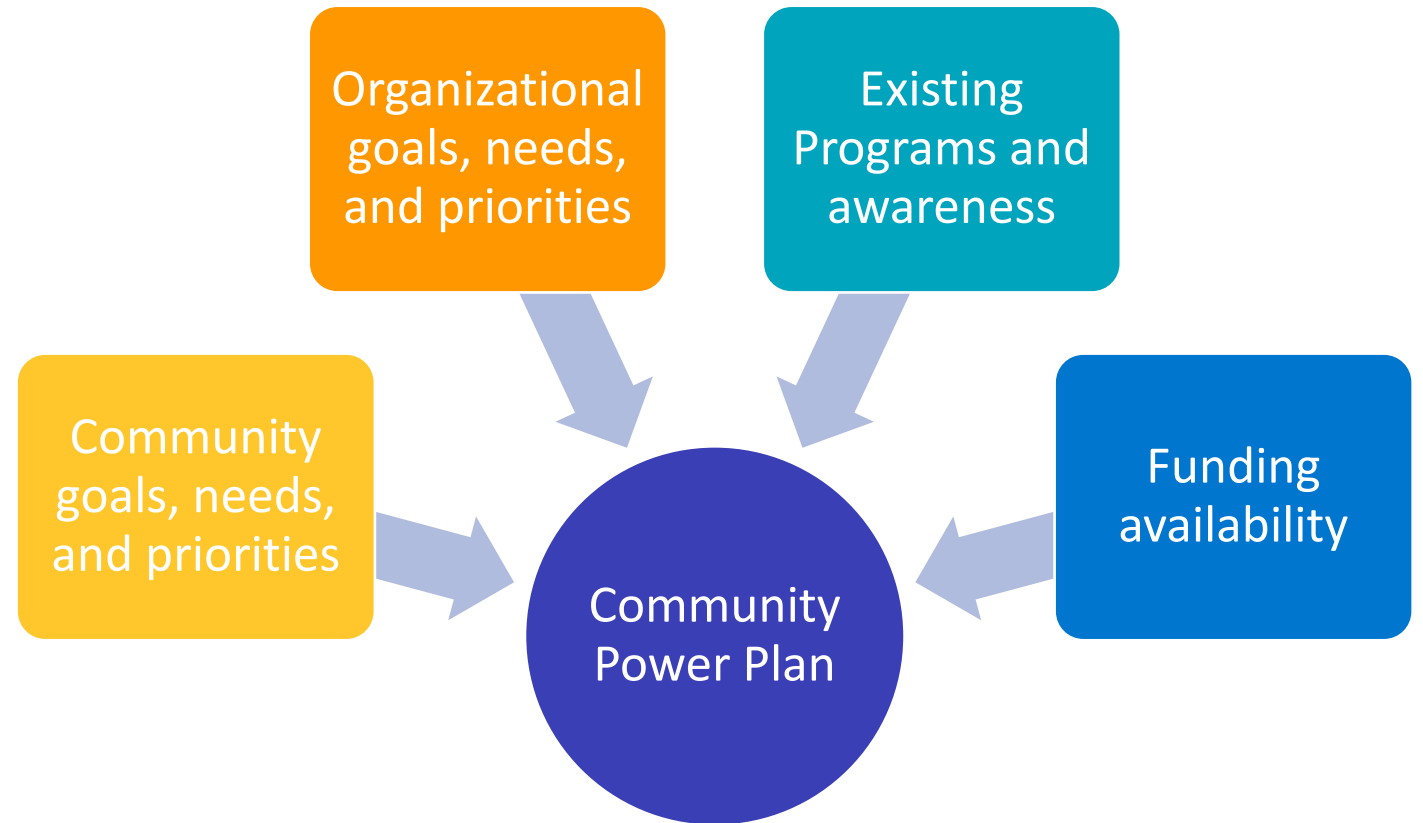 Organizational
goals, needs,
and priorities
Existing
Programs and
awareness
Community
goals, needs,
and priorities
Funding
availability
Community
Power Plan